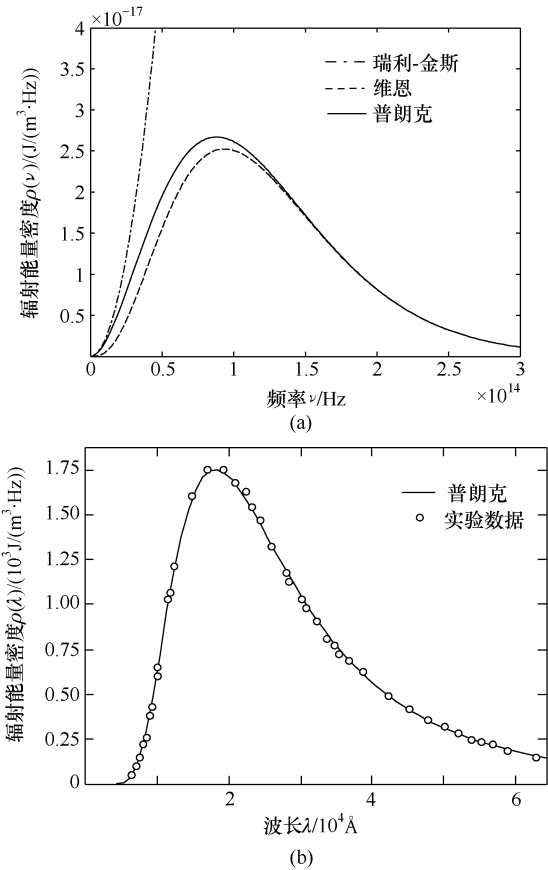 ×10⁻¹⁷
4
3.5
3
2.5
2
1.5
1
0.5
0
0.5
1
1.5
2
2.5
3
×10¹⁴
瑞利-金斯
维恩
普朗克
辐射能量密度ρ(ν)/(J/(m³·Hz))
频率ν/Hz
(a)
1.75
1.50
1.25
1.00
0.75
0.50
0.25
0
2
4
6
普朗克
实验数据
辐射能量密度ρ(λ)/(10³J/(m³·Hz))
波长λ/10⁴Å
(b)